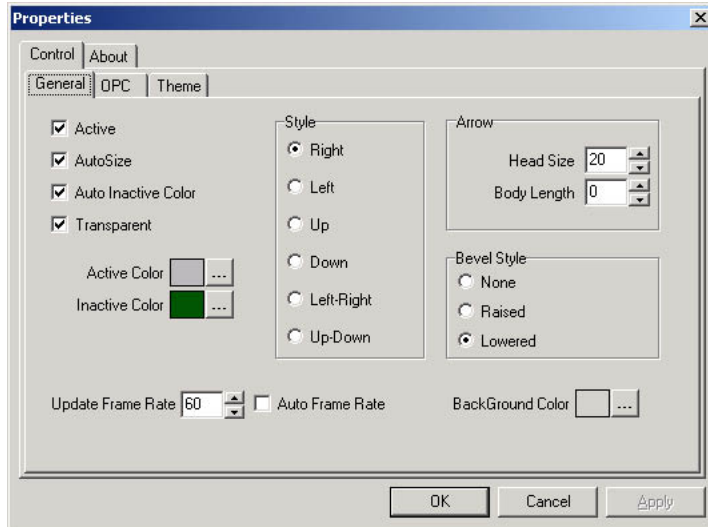 Properties
Control About
General OPC Theme
Active
AutoSize
Auto Inactive Color
Transparent
Active Color ...
Inactive Color ...
Style
Right
Left
Up
Down
Left-Right
Up-Down
Arrow
Head Size 20
Body Length 0
Bevel Style
None
Raised
Lowered
Update Frame Rate 60 Auto Frame Rate
BackGround Color ...
OK Cancel Apply